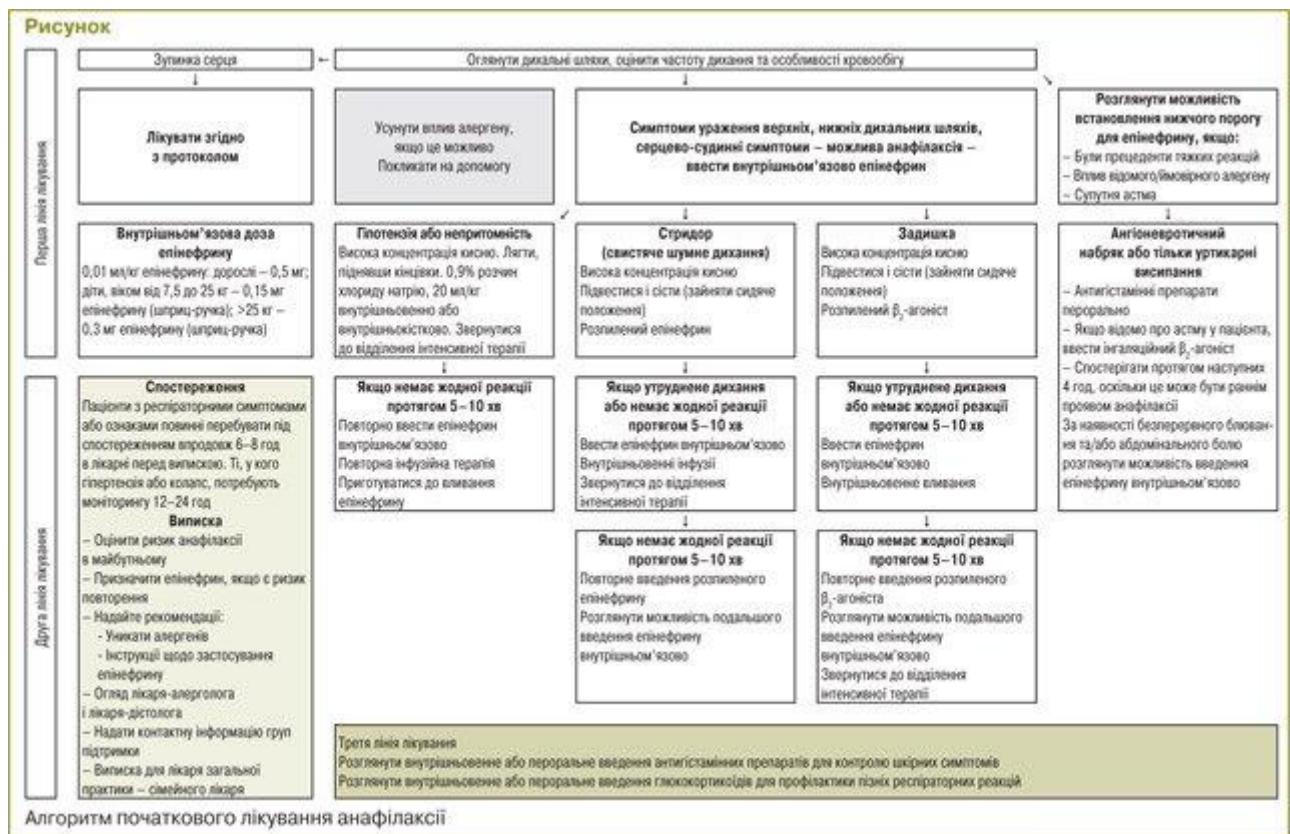 Рисунок
Зупинка серця
←
Оглянути дихальні шляхи, оцінити частоту дихання та особливості кровообігу
Перша лінія лікування
Лікувати згідно
з протоколом
Усунути вплив алергену,
якщо це можливо
Покликати на допомогу
Симптоми ураження верхніх, нижніх дихальних шляхів,
серцево-судинні симптоми – можлива анафілаксія –
ввести внутрішньом’язово епінефрин
Розглянути можливість
встановлення нижчого порогу
для епінефрину, якщо:
– Були прецеденти тяжких реакцій
– Вплив відомого/ймовірного алергену
– Супутня астма
Внутрішньом’язова доза
епінефрину
0,01 мл/кг епінефрину: дорослі – 0,5 мг;
діти, віком від 7,5 до 25 кг – 0,15 мг
епінефрину (шприц-ручка); >25 кг –
0,3 мг епінефрину (шприц-ручка)
Гіпотензія або непритомність
Висока концентрація кисню. Лягти,
піднявши кінцівки. 0,9% розчин
хлориду натрію, 20 мл/кг
внутрішньовенно або
внутрішньокістково. Звернутися
до відділення інтенсивної терапії
Стридор
(свистяче шумне дихання)
Висока концентрація кисню
Підвестися і сісти (зайняти сидяче
положення)
Розпилений епінефрин
Задишка
Висока концентрація кисню
Підвестися і сісти (зайняти сидяче
положення)
Розпилений β₂-агоніст
Ангіоневротичний
набряк або тільки уртикарні
висипання
– Антигістамінні препарати
перорально
– Якщо відомо про астму у пацієнта,
ввести інгаляційний β₂-агоніст
– Спостерігати протягом наступних
4 год, оскільки це може бути раннім
проявом анафілаксії
За наявності безперервного блюван-
ня та/або абдомінального болю
розглянути можливість введення
епінефрину внутрішньом’язово
Друга лінія лікування
Спостереження
Пацієнти з респіраторними симптомами
або ознаками повинні перебувати під
спостереженням впродовж 6–8 год
в лікарні перед випискою. Ті, у кого
гіпертензія або колапс, потребують
моніторингу 12–24 год
Виписка
– Оцінити ризик анафілаксії
в майбутньому
– Призначити епінефрин, якщо є ризик
повторення
– Надайте рекомендації:
- Уникати алергенів
- Інструкції щодо застосування
епінефрину
– Огляд лікаря-алерголога
і лікаря-дієтолога
– Надати контактну інформацію груп
підтримки
– Виписка для лікаря загальної
практики – сімейного лікаря
Якщо немає жодної реакції
протягом 5–10 хв
Повторно ввести епінефрин
внутрішньом’язово
Повторна інфузійна терапія
Приготуватися до вливання
епінефрину
Якщо утруднене дихання
або немає жодної реакції
протягом 5–10 хв
Ввести епінефрин внутрішньом’язово
Внутрішньовенні інфузії
Звернутися до відділення
інтенсивної терапії
Якщо утруднене дихання
або немає жодної реакції
протягом 5–10 хв
Ввести епінефрин
внутрішньом’язово
Внутрішньовенне вливання
Якщо немає жодної реакції
протягом 5–10 хв
Повторне введення розпиленого
епінефрину
Розглянути можливість подальшого
введення епінефрину
внутрішньом’язово
Якщо немає жодної реакції
протягом 5–10 хв
Повторне введення розпиленого
β₂-агоніста
Розглянути можливість подальшого
введення епінефрину
внутрішньом’язово
Звернутися до відділення
інтенсивної терапії
Третя лінія лікування
Розглянути внутрішньовенне або пероральне введення антигістамінних препаратів для контролю шкірних симптомів
Розглянути внутрішньовенне або пероральне введення глюкокортикоїдів для профілактики пізніх респіраторних реакцій
Алгоритм початкового лікування анафілаксії